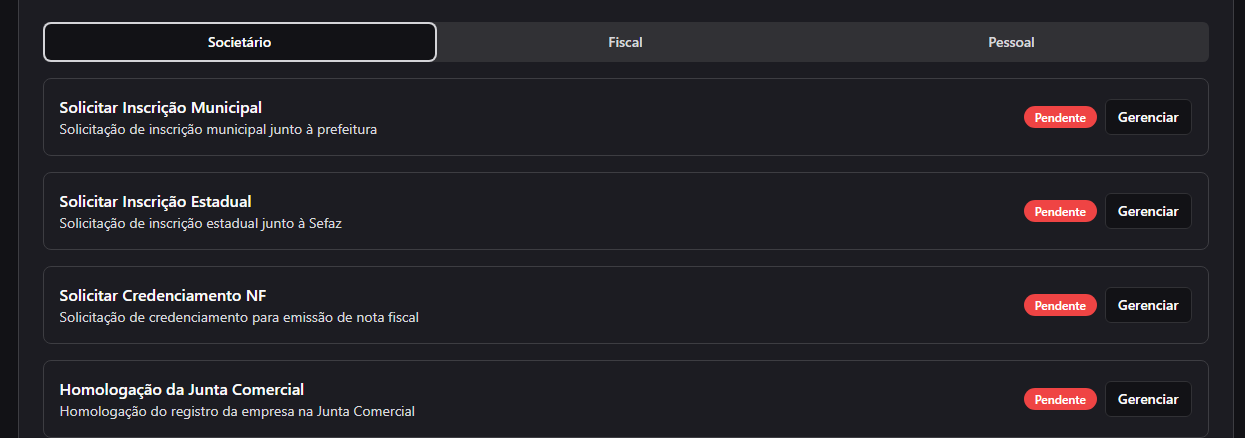 Societário
Fiscal
Pessoal
Solicitar Inscrição Municipal
Solicitação de inscrição municipal junto à prefeitura
Pendente
Gerenciar
Solicitar Inscrição Estadual
Solicitação de inscrição estadual junto à Sefaz
Pendente
Gerenciar
Solicitar Credenciamento NF
Solicitação de credenciamento para emissão de nota fiscal
Pendente
Gerenciar
Homologação da Junta Comercial
Homologação do registro da empresa na Junta Comercial
Pendente
Gerenciar